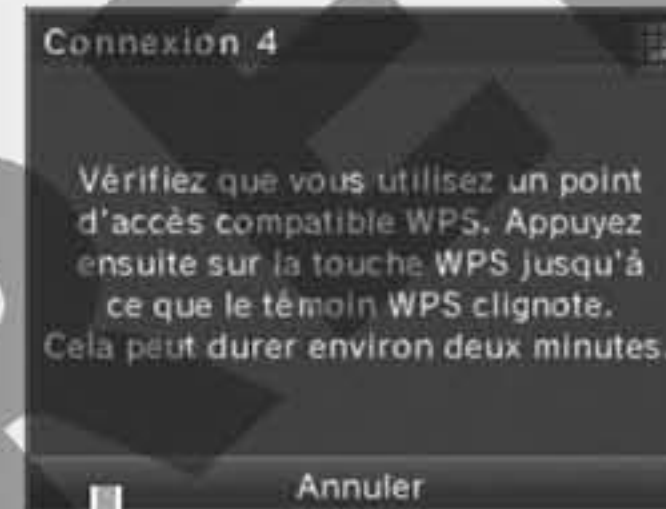 Connexion 4
Vérifiez que vous utilisez un point
d'accès compatible WPS. Appuyez
ensuite sur la touche WPS jusqu'à
ce que le témoin WPS clignote.
Cela peut durer environ deux minutes.
Annuler